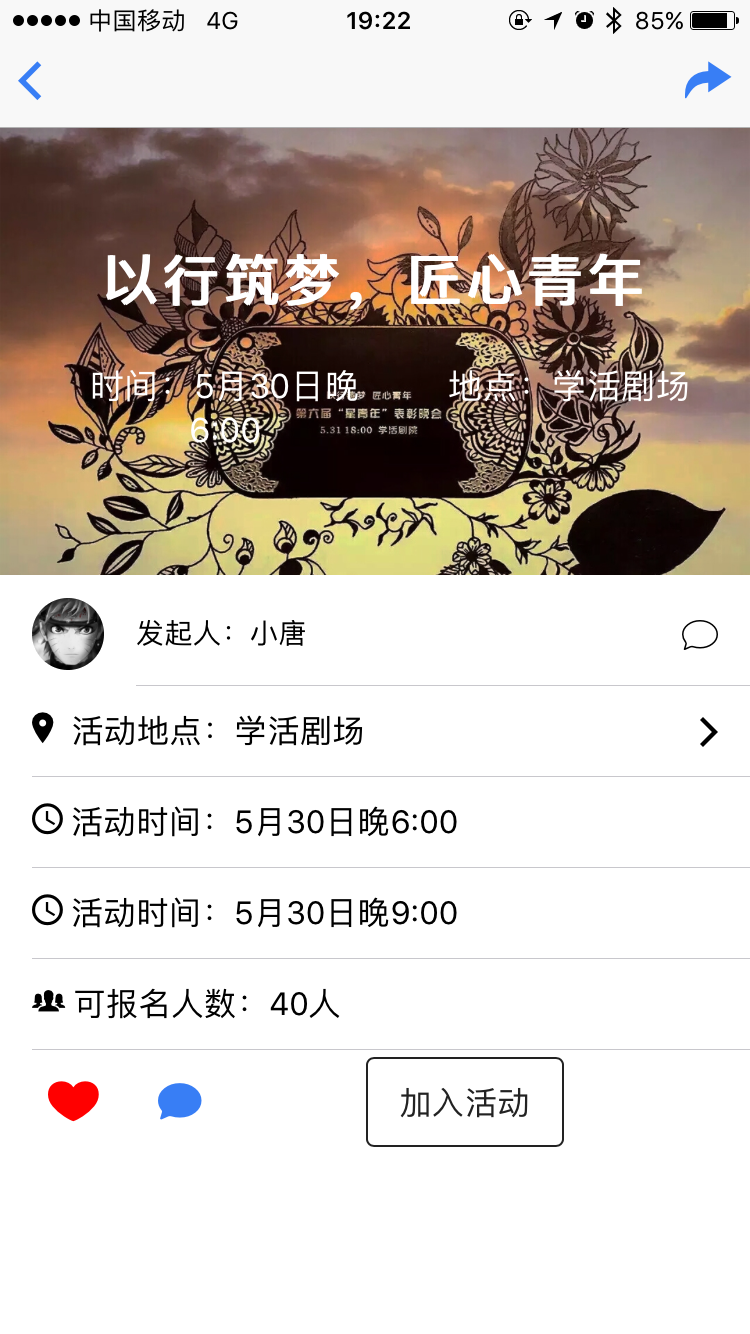 中国移动 4G 19:22 85%
以行筑梦，匠心青年
时间：5月30日晚 地点：学活剧场
6:00
以行筑梦 匠心青年
第六届“星青年”表彰晚会
5.31 18:00 学活剧院
发起人：小唐
活动地点：学活剧场
活动时间：5月30日晚6:00
活动时间：5月30日晚9:00
可报名人数：40人
加入活动